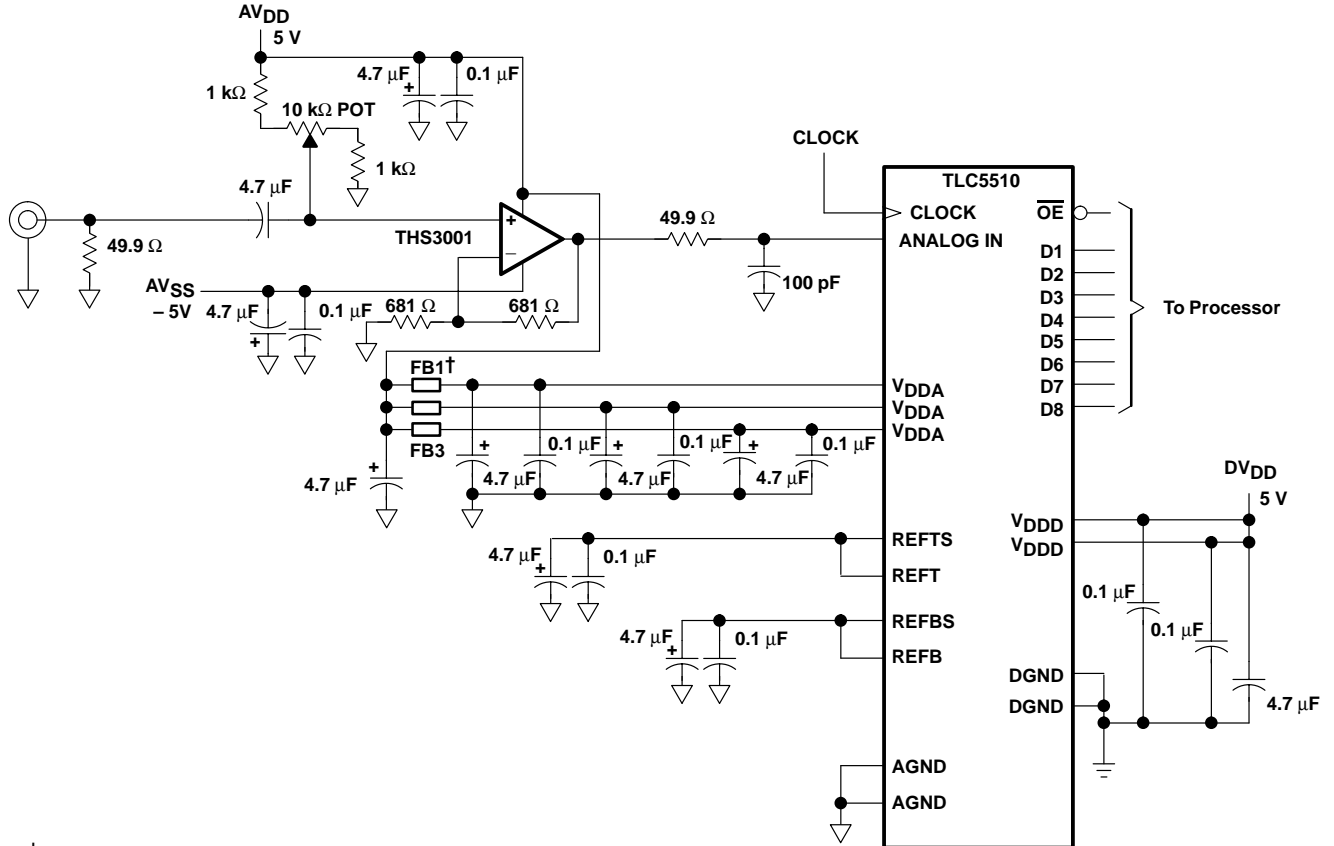 AVDD
5 V
4.7 μF
0.1 μF
+
1 kΩ
10 kΩ POT
1 kΩ
CLOCK
4.7 μF
TLC5510
CLOCK
OE
+
THS3001
–
49.9 Ω
ANALOG IN
49.9 Ω
D1
D2
D3
D4
D5
D6
D7
D8
To Processor
100 pF
AVSS
– 5V
4.7 μF
+
0.1 μF
681 Ω
681 Ω
FB1†
FB3
VDDA
VDDA
VDDA
4.7 μF
+
+
4.7 μF
0.1 μF
+
4.7 μF
0.1 μF
+
4.7 μF
0.1 μF
DVDD
5 V
VDDD
VDDD
REFTS
REFT
4.7 μF
+
0.1 μF
REFBS
REFB
4.7 μF
+
0.1 μF
0.1 μF
0.1 μF
4.7 μF
DGND
DGND
AGND
AGND